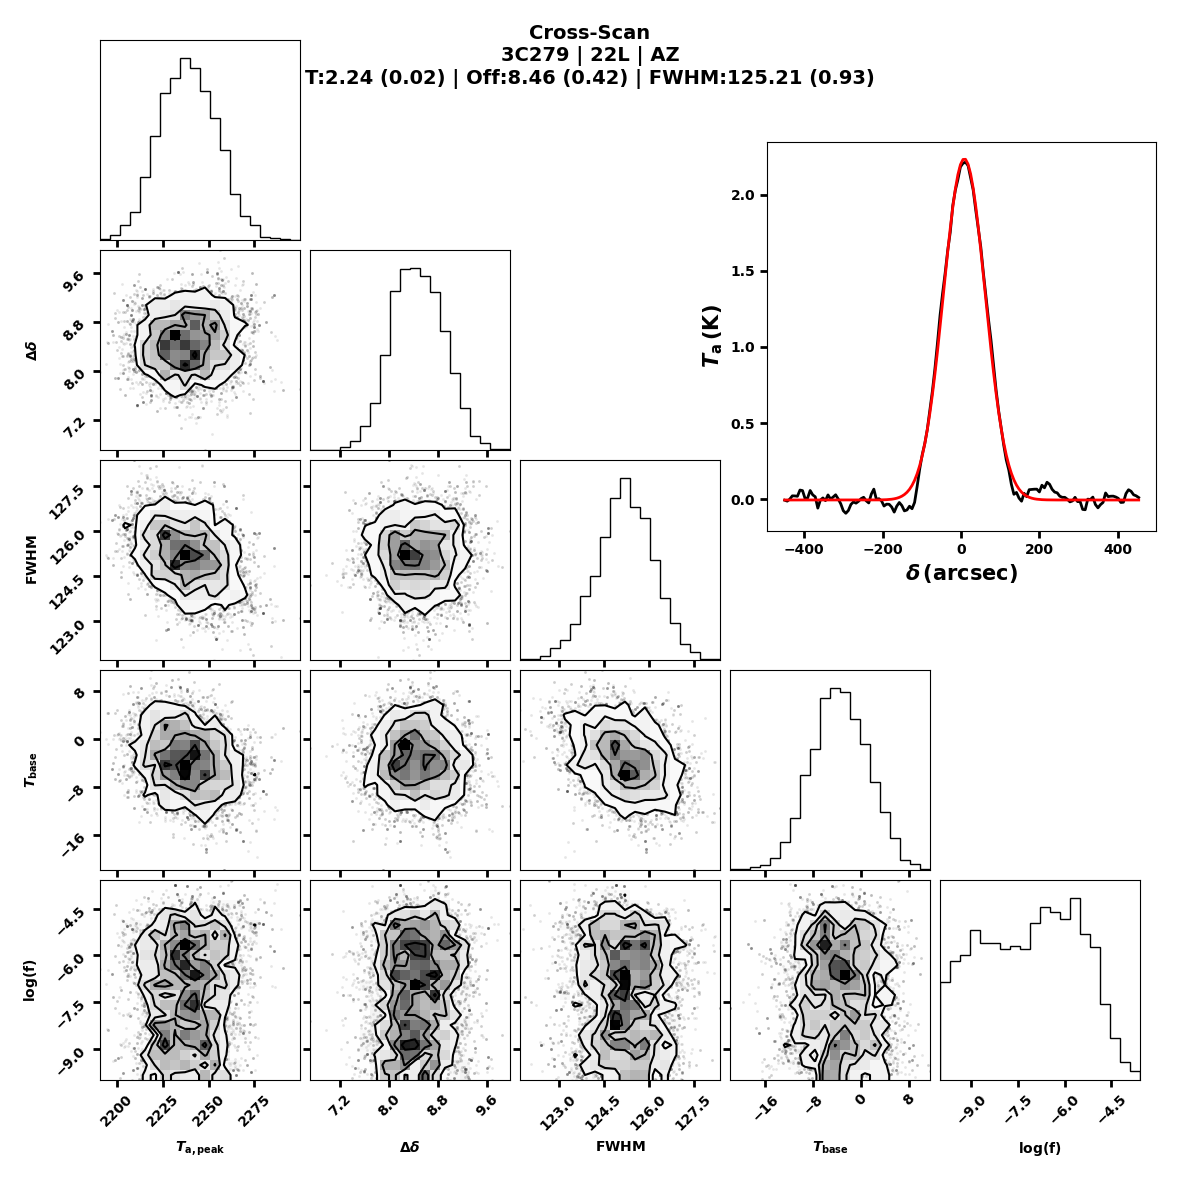 Cross-Scan
3C279 | 22L | AZ
T:2.24 (0.02) | Off:8.46 (0.42) | FWHM:125.21 (0.93)
2.0
1.5
1.0
0.5
0.0
Ta (K)
−400 −200 0 200 400
δ (arcsec)
9.6
8.8
8.0
7.2
Δδ
127.5
126.0
124.5
123.0
FWHM
8
0
−8
−16
Tbase
−4.5
−6.0
−7.5
−9.0
log(f)
2200 2225 2250 2275
7.2 8.0 8.8 9.6
123.0 124.5 126.0 127.5
−16 −8 0 8
−9.0 −7.5 −6.0 −4.5
Ta,peak Δδ FWHM Tbase log(f)